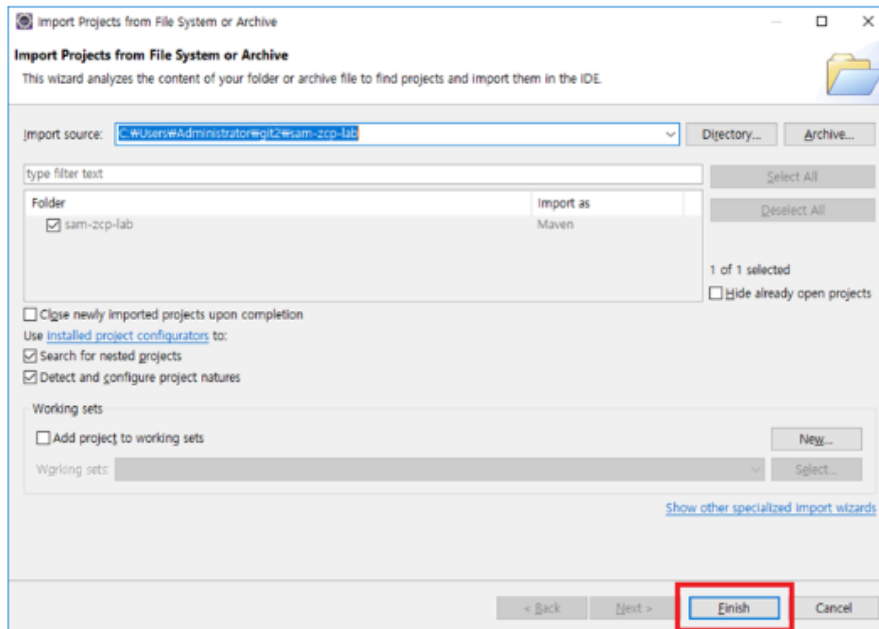 Import Projects from File System or Archive
Import Projects from File System or Archive
This wizard analyzes the content of your folder or archive file to find projects and import them in the IDE.
Import source: C:₩Users₩Administrator₩git2₩sam-zcp-lab Directory... Archive...
type filter text Select All
Folder Import as Deselect All
sam-zcp-lab Maven
1 of 1 selected
Hide already open projects
Close newly imported projects upon completion
Use installed project configurators to:
Search for nested projects
Detect and configure project natures
Working sets
Add project to working sets New...
Working sets: Select...
Show other specialized import wizards
< Back Next > Finish Cancel